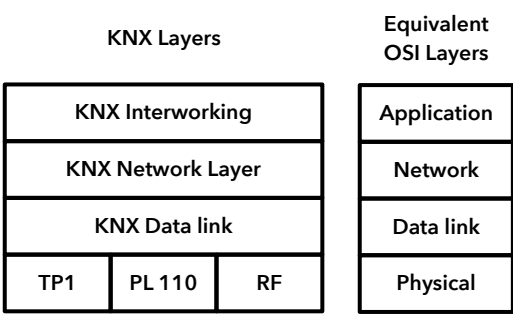 KNX Layers
Equivalent
OSI Layers
KNX Interworking
Application
KNX Network Layer
Network
KNX Data link
Data link
TP1 PL 110 RF
Physical